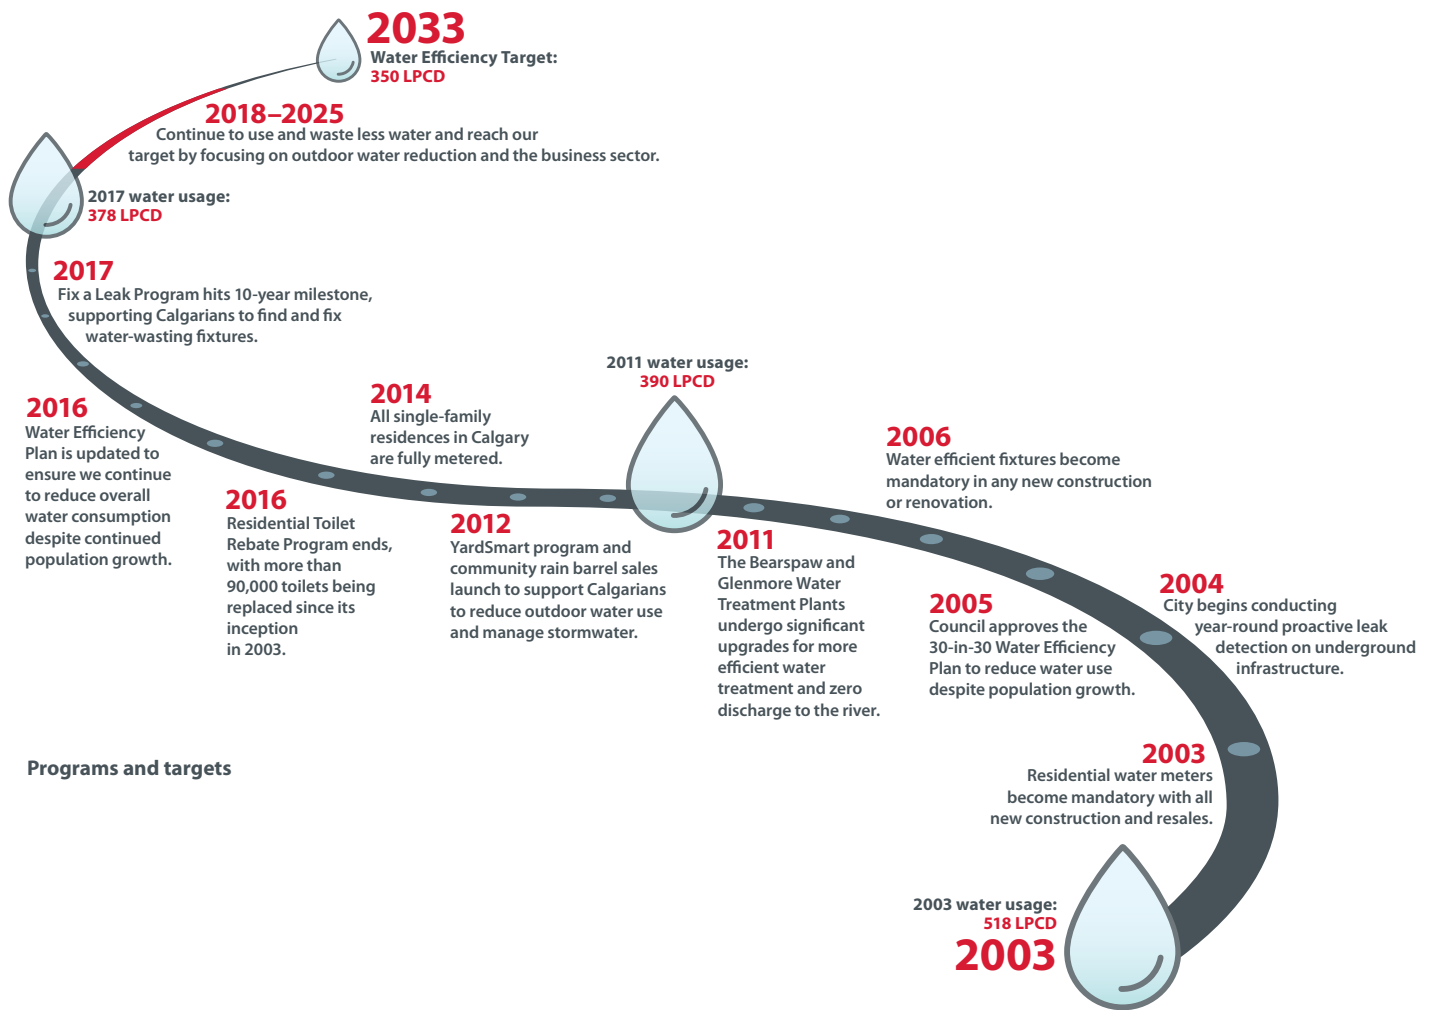 2033
Water Efficiency Target:
350 LPCD
2018–2025
Continue to use and waste less water and reach our
target by focusing on outdoor water reduction and the business sector.
2017 water usage:
378 LPCD
2017
Fix a Leak Program hits 10-year milestone,
supporting Calgarians to find and fix
water-wasting fixtures.
2016
Water Efficiency
Plan is updated to
ensure we continue
to reduce overall
water consumption
despite continued
population growth.
2016
Residential Toilet
Rebate Program ends,
with more than
90,000 toilets being
replaced since its
inception
in 2003.
2014
All single-family
residences in Calgary
are fully metered.
2012
YardSmart program and
community rain barrel sales
launch to support Calgarians
to reduce outdoor water use
and manage stormwater.
2011 water usage:
390 LPCD
2011
The Bearspaw and
Glenmore Water
Treatment Plants
undergo significant
upgrades for more
efficient water
treatment and zero
discharge to the river.
2006
Water efficient fixtures become
mandatory in any new construction
or renovation.
2005
Council approves the
30-in-30 Water Efficiency
Plan to reduce water use
despite population growth.
2004
City begins conducting
year-round proactive leak
detection on underground
infrastructure.
2003
Residential water meters
become mandatory with all
new construction and resales.
2003 water usage:
518 LPCD
2003
Programs and targets